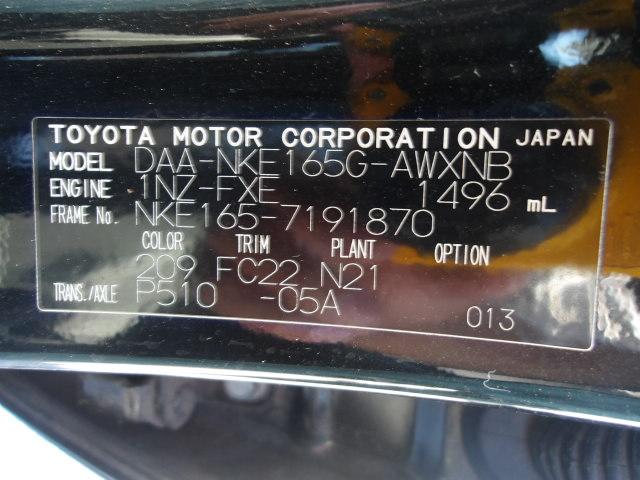 TOYOTA MOTOR CORPORATION JAPAN
MODEL DAA-NKE165G-AWXNB
ENGINE 1NZ-FXE 1496 mL
FRAME No. NKE165-7191870
COLOR TRIM PLANT OPTION
209 FC22 N21
TRANS./AXLE P510 -05A
013